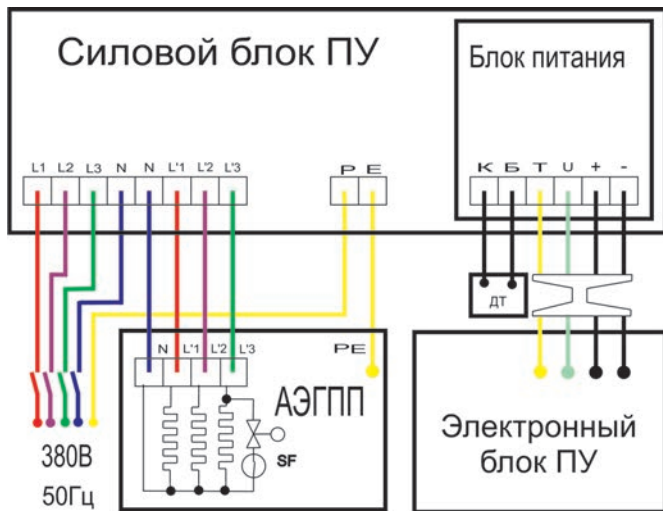 Силовой блок ПУ
Блок питания
L1 L2 L3 N N L'1 L'2 L'3
P E
К Б Т U + -
ДТ
N L'1 L'2 L'3
PE
АЭГПП
SF
380В
50Гц
Электронный
блок ПУ